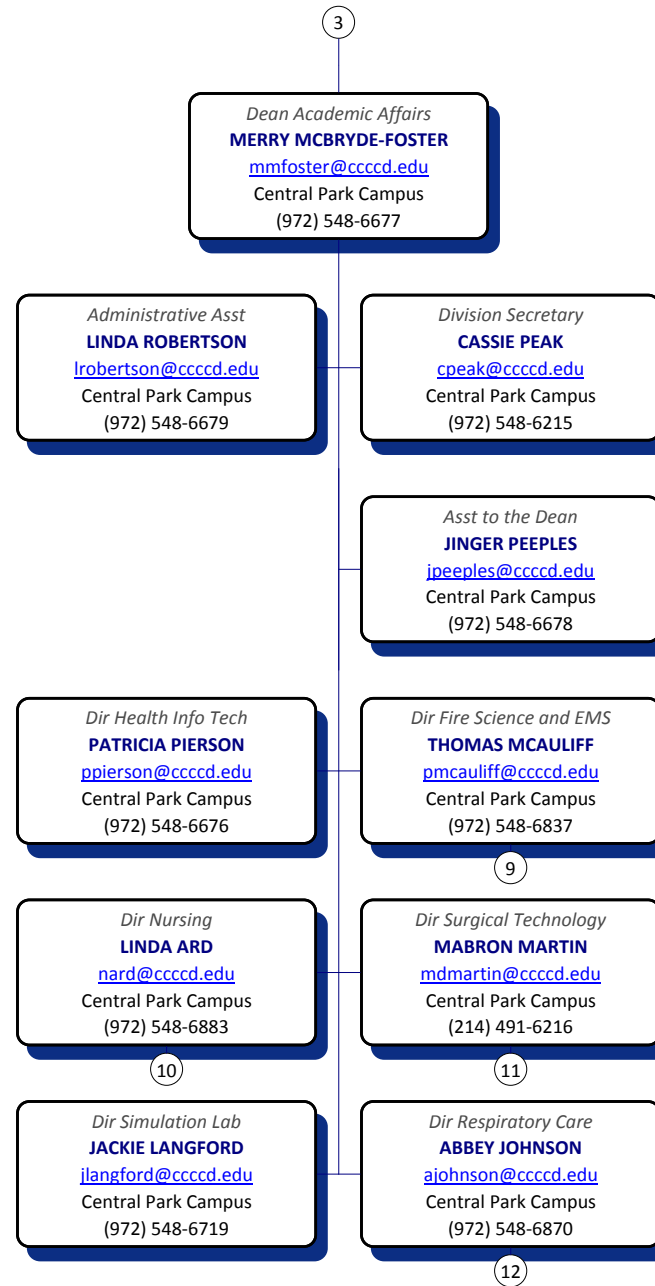 3
Dean Academic Affairs
MERRY MCBRYDE-FOSTER
mmfoster@ccccd.edu
Central Park Campus
(972) 548-6677
Administrative Asst
LINDA ROBERTSON
lrobertson@ccccd.edu
Central Park Campus
(972) 548-6679
Division Secretary
CASSIE PEAK
cpeak@ccccd.edu
Central Park Campus
(972) 548-6215
Asst to the Dean
JINGER PEEPLES
jpeeples@ccccd.edu
Central Park Campus
(972) 548-6678
Dir Health Info Tech
PATRICIA PIERSON
ppierson@ccccd.edu
Central Park Campus
(972) 548-6676
Dir Fire Science and EMS
THOMAS MCAULIFF
pmcauliff@ccccd.edu
Central Park Campus
(972) 548-6837
9
Dir Nursing
LINDA ARD
nard@ccccd.edu
Central Park Campus
(972) 548-6883
10
Dir Surgical Technology
MABRON MARTIN
mdmartin@ccccd.edu
Central Park Campus
(214) 491-6216
11
Dir Simulation Lab
JACKIE LANGFORD
jlangford@ccccd.edu
Central Park Campus
(972) 548-6719
Dir Respiratory Care
ABBEY JOHNSON
ajohnson@ccccd.edu
Central Park Campus
(972) 548-6870
12